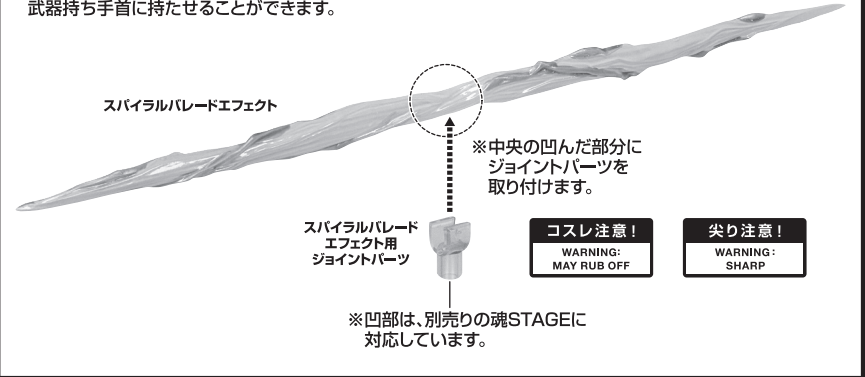 武器持ち手首に持たせることができます。
スパイラルバレードエフェクト
※中央の凹んだ部分に
ジョイントパーツを
取り付けます。
スパイラルバレード
エフェクト用
ジョイントパーツ
コスレ注意！
WARNING:
MAY RUB OFF
尖り注意！
WARNING:
SHARP
※凹部は、別売りの魂STAGEに
対応しています。